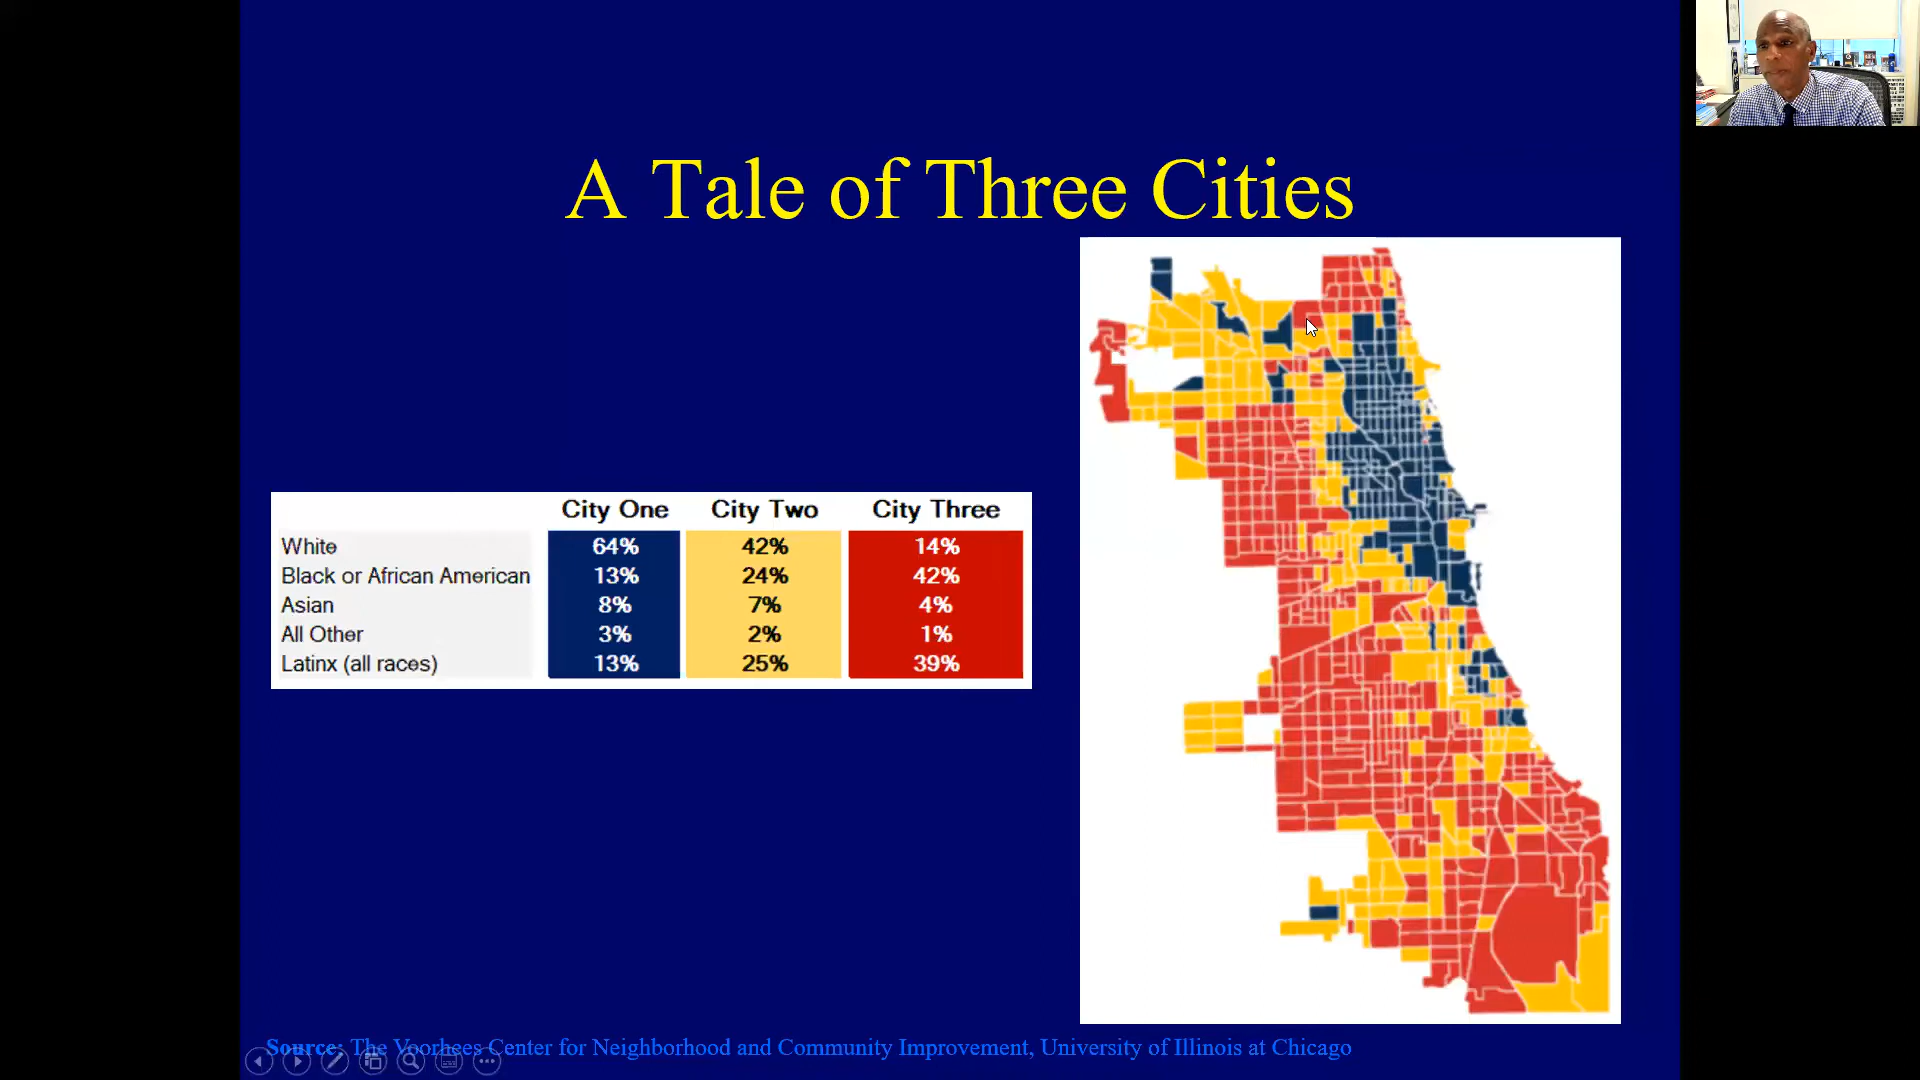 A Tale of Three Cities
City One City Two City Three
White 64% 42% 14%
Black or African American 13% 24% 42%
Asian 8% 7% 4%
All Other 3% 2% 1%
Latinx (all races) 13% 25% 39%
Source: The Voorhees Center for Neighborhood and Community Improvement, University of Illinois at Chicago